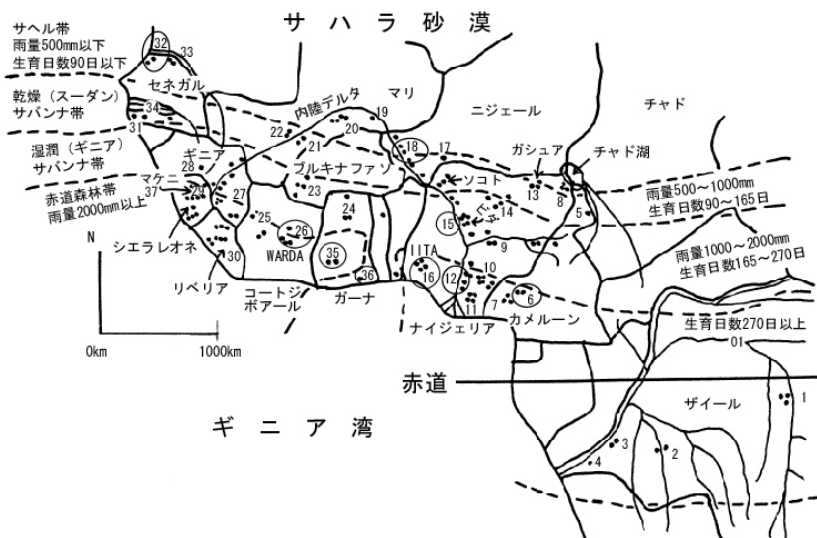 サハラ砂漠
サヘル帯
雨量500mm以下
生育日数90日以下
32
33
セネガル
乾燥（スーダン）
サバンナ帯
34
31
内陸デルタ
マリ
19
20
22
21
ニジェール
チャド
湿潤（ギニア）
サバンナ帯
ギニア
28
ブルキナファソ
18
17
ガシュア
チャド湖
赤道森林帯
雨量2000mm以上
マケニ
37
29
27
23
ソコト
13
8
5
雨量500〜1000mm
生育日数90〜165日
24
25
26
14
15
ビダ
シエラレオネ
30
WARDA
35
IITA
9
雨量1000〜2000mm
生育日数165〜270日
リベリア
36
16
12
10
11
7
6
コートジ
ボアール
ガーナ
ナイジェリア
カメルーン
N
0km
1000km
生育日数270日以上
01
赤道
ザイール
1
ギニア湾
3
2
4